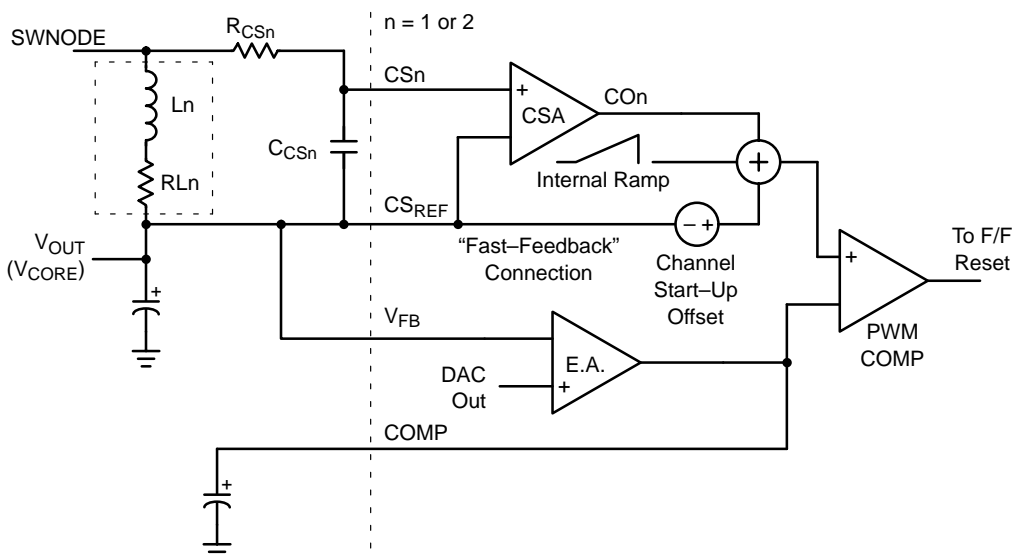 n = 1 or 2
SWNODE
RCSn
CSn
COn
+
CSA
Ln
CCSn
+
Internal Ramp
RLn
CSREF
– +
VOUT
(VCORE)
“Fast–Feedback”
Connection
Channel
Start–Up
Offset
+
To F/F
Reset
+
PWM
COMP
VFB
E.A.
DAC
Out
+
COMP
+